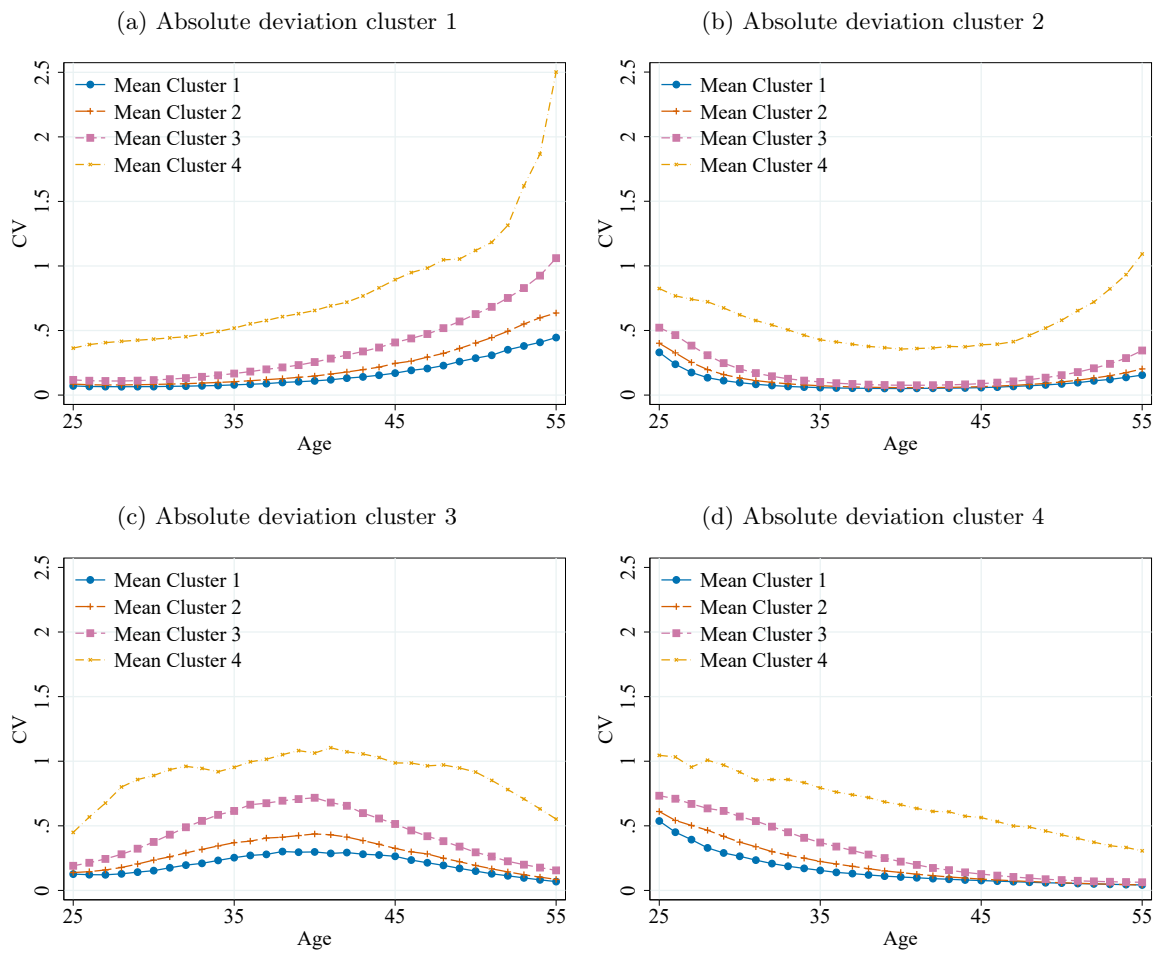 (a) Absolute deviation cluster 1
CV
2.5
2
1.5
1
.5
0
Mean Cluster 1
Mean Cluster 2
Mean Cluster 3
Mean Cluster 4
25 35 45 55
Age
(b) Absolute deviation cluster 2
CV
2.5
2
1.5
1
.5
0
Mean Cluster 1
Mean Cluster 2
Mean Cluster 3
Mean Cluster 4
25 35 45 55
Age
(c) Absolute deviation cluster 3
CV
2.5
2
1.5
1
.5
0
Mean Cluster 1
Mean Cluster 2
Mean Cluster 3
Mean Cluster 4
25 35 45 55
Age
(d) Absolute deviation cluster 4
CV
2.5
2
1.5
1
.5
0
Mean Cluster 1
Mean Cluster 2
Mean Cluster 3
Mean Cluster 4
25 35 45 55
Age